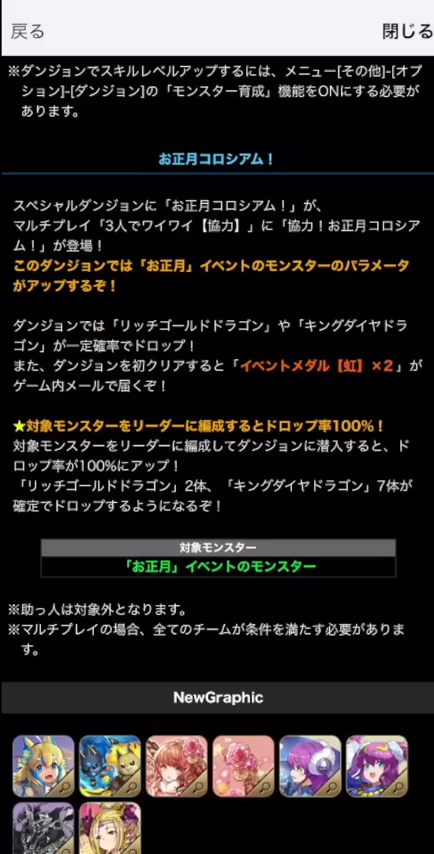 戻る
閉じる
※ダンジョンでスキルレベルアップするには、メニュー[その他]-[オプ
ション]-[ダンジョン]の「モンスター育成」機能をONにする必要が
あります。
お正月コロシアム！
スペシャルダンジョンに「お正月コロシアム！」が、
マルチプレイ「3人でワイワイ【協力】」に「協力！お正月コロシア
ム！」が登場！
このダンジョンでは「お正月」イベントのモンスターのパラメータ
がアップするぞ！
ダンジョンでは「リッチゴールドドラゴン」や「キングダイヤドラ
ゴン」が一定確率でドロップ！
また、ダンジョンを初クリアすると「イベントメダル【虹】×２」が
ゲーム内メールで届くぞ！
★対象モンスターをリーダーに編成するとドロップ率100%！
対象モンスターをリーダーに編成してダンジョンに潜入すると、ド
ロップ率が100%にアップ！
「リッチゴールドドラゴン」2体、「キングダイヤドラゴン」7体が
確定でドロップするようになるぞ！
対象モンスター
「お正月」イベントのモンスター
※助っ人は対象外となります。
※マルチプレイの場合、全てのチームが条件を満たす必要がありま
す。
NewGraphic